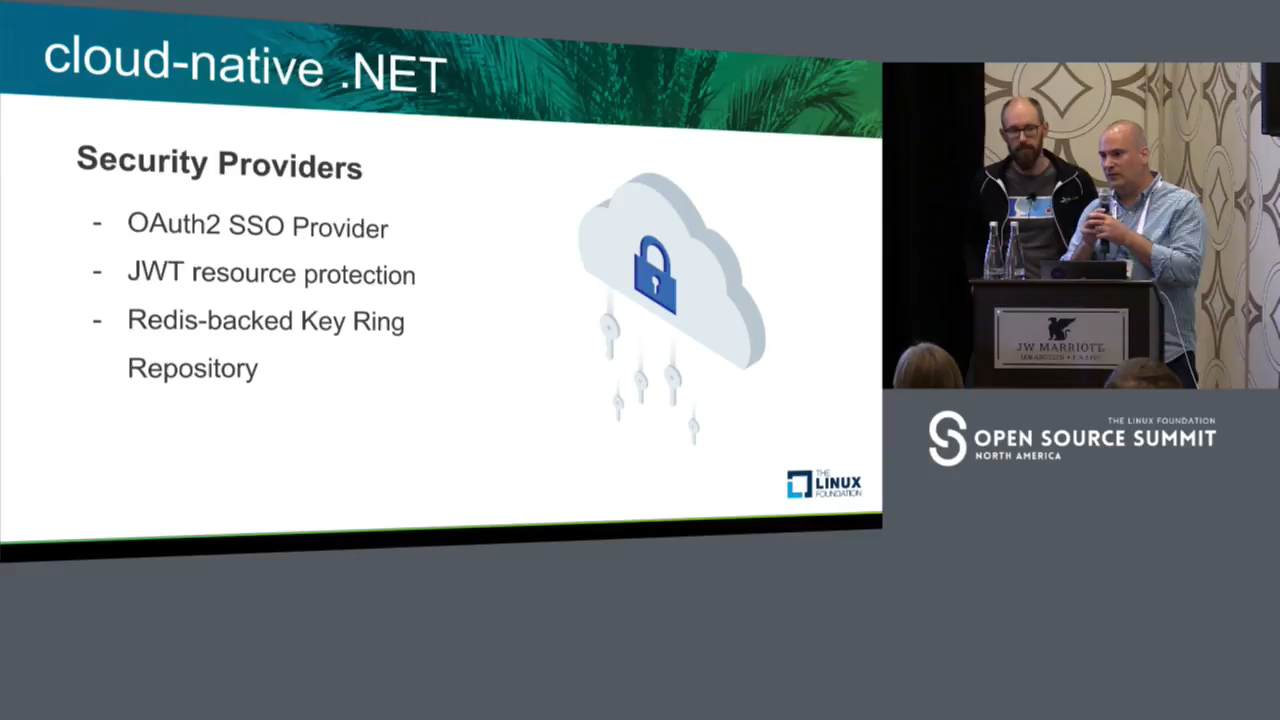 cloud-native .NET
Security Providers
- OAuth2 SSO Provider
- JWT resource protection
- Redis-backed Key Ring
Repository
THE
LINUX
FOUNDATION
JW MARRIOTT
THE LINUX FOUNDATION
OPEN SOURCE SUMMIT
NORTH AMERICA